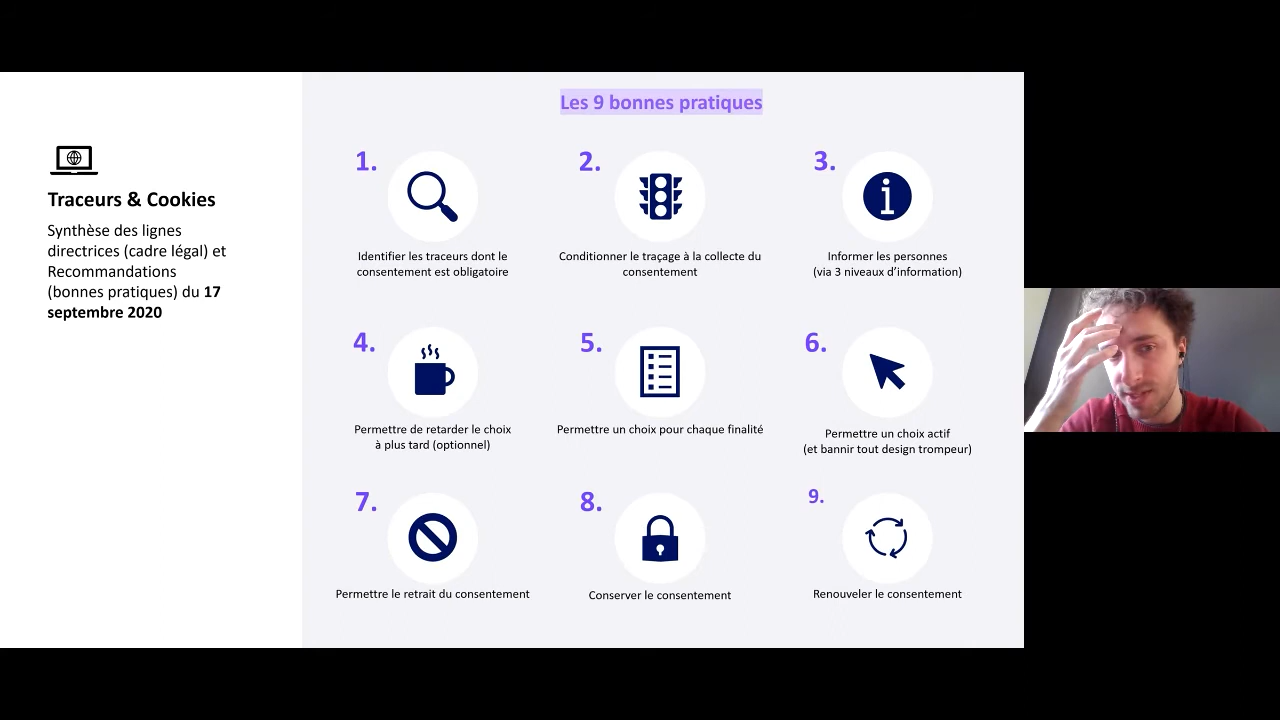 Les 9 bonnes pratiques
Traceurs & Cookies
Synthèse des lignes
directrices (cadre légal) et
Recommandations
(bonnes pratiques) du 17
septembre 2020
1.
Identifier les traceurs dont le
consentement est obligatoire
2.
Conditionner le traçage à la collecte du
consentement
3.
Informer les personnes
(via 3 niveaux d’information)
4.
Permettre de retarder le choix
à plus tard (optionnel)
5.
Permettre un choix pour chaque finalité
6.
Permettre un choix actif
(et bannir tout design trompeur)
7.
Permettre le retrait du consentement
8.
Conserver le consentement
9.
Renouveler le consentement